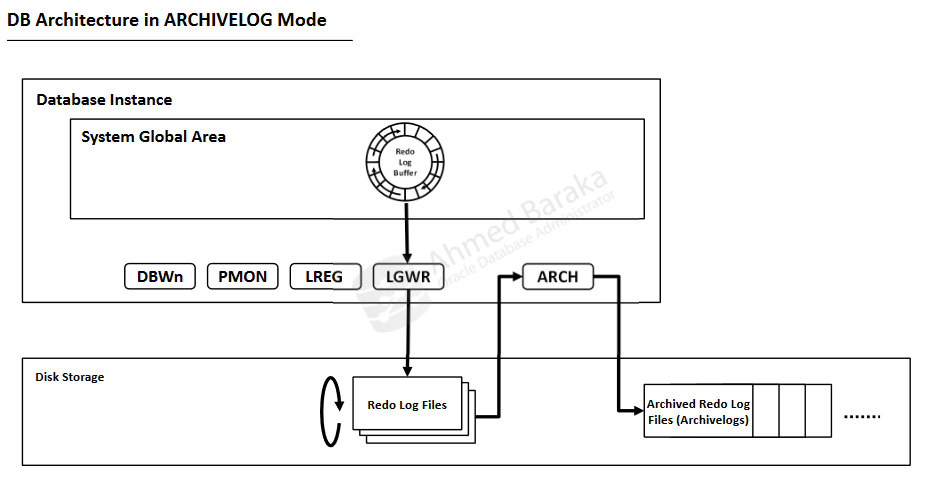 DB Architecture in ARCHIVELOG Mode
Database Instance
System Global Area
Redo
Log
Buffer
Ahmed Baraka
Oracle Database Administrator
DBWn
PMON
LREG
LGWR
ARCH
Disk Storage
Redo Log Files
Archived Redo Log
Files (Archivelogs)
........